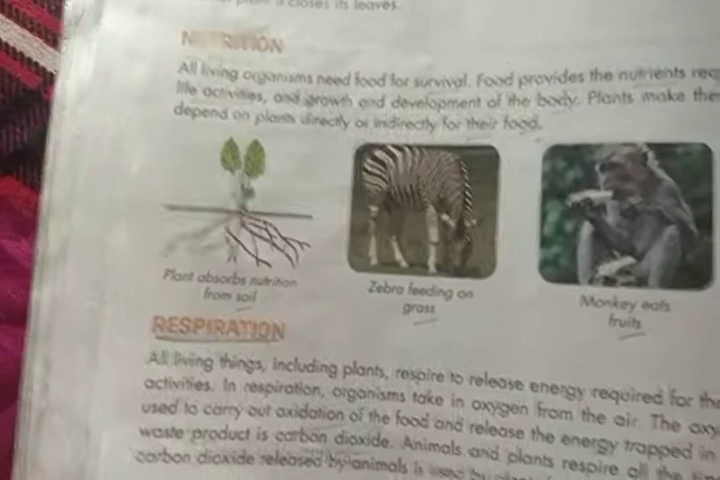 closes its leaves.
NUTRITION
All living organisms need food for survival. Food provides the nutrients
life activities, and growth and development of the body. Plants make
depend on plants directly or indirectly for their food.
Plant absorbs nutrition
from soil
Zebra feeding on
grass
Monkey eats
fruits
RESPIRATION
All living things, including plants, respire to release energy required for
activities. In respiration, organisms take in oxygen from the air. The
used to carry out oxidation of the food and release the energy trapped in
waste product is carbon dioxide. Animals and plants respire all the
carbon dioxide released by animals is used by